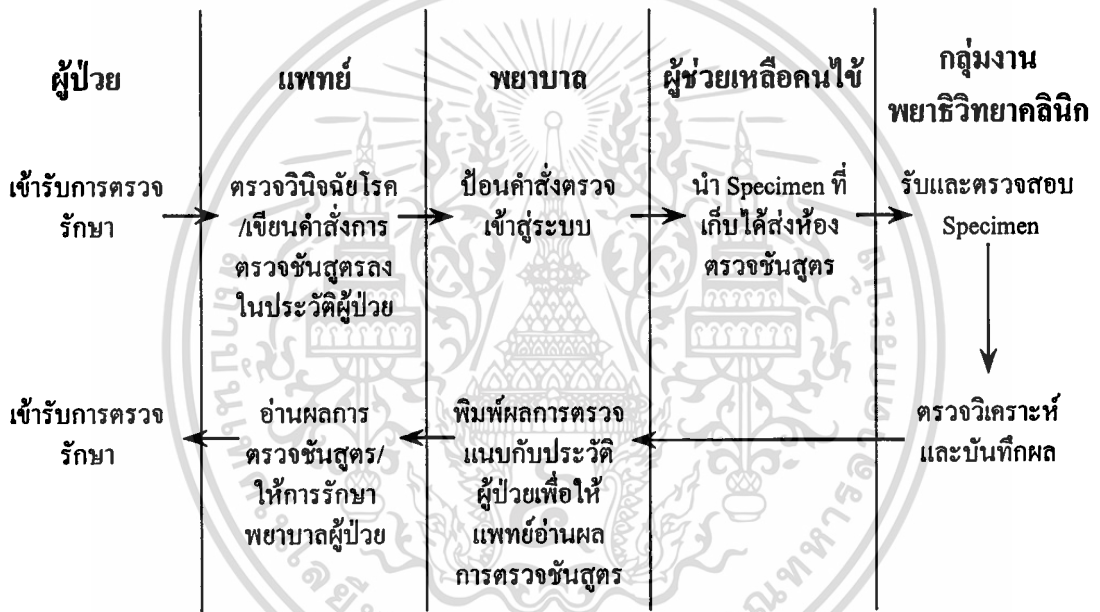 ผู้ป่วย
แพทย์
พยาบาล
ผู้ช่วยเหลือคนไข้
กลุ่มงาน
พยาธิวิทยาคลินิก
เข้ารับการตรวจ
รักษา
ตรวจวินิจฉัยโรค
/เขียนคำสั่งการ
ตรวจชันสูตรลง
ในประวัติผู้ป่วย
ป้อนคำสั่งตรวจ
เข้าสู่ระบบ
นำ Specimen ที่
เก็บได้ส่งห้อง
ตรวจชันสูตร
รับและตรวจสอบ
Specimen
เข้ารับการตรวจ
รักษา
อ่านผลการ
ตรวจชันสูตร/
ให้การรักษา
พยาบาลผู้ป่วย
พิมพ์ผลการตรวจ
แนบกับประวัติ
ผู้ป่วยเพื่อให้
แพทย์อ่านผล
การตรวจชันสูตร
ตรวจวิเคราะห์
และบันทึกผล